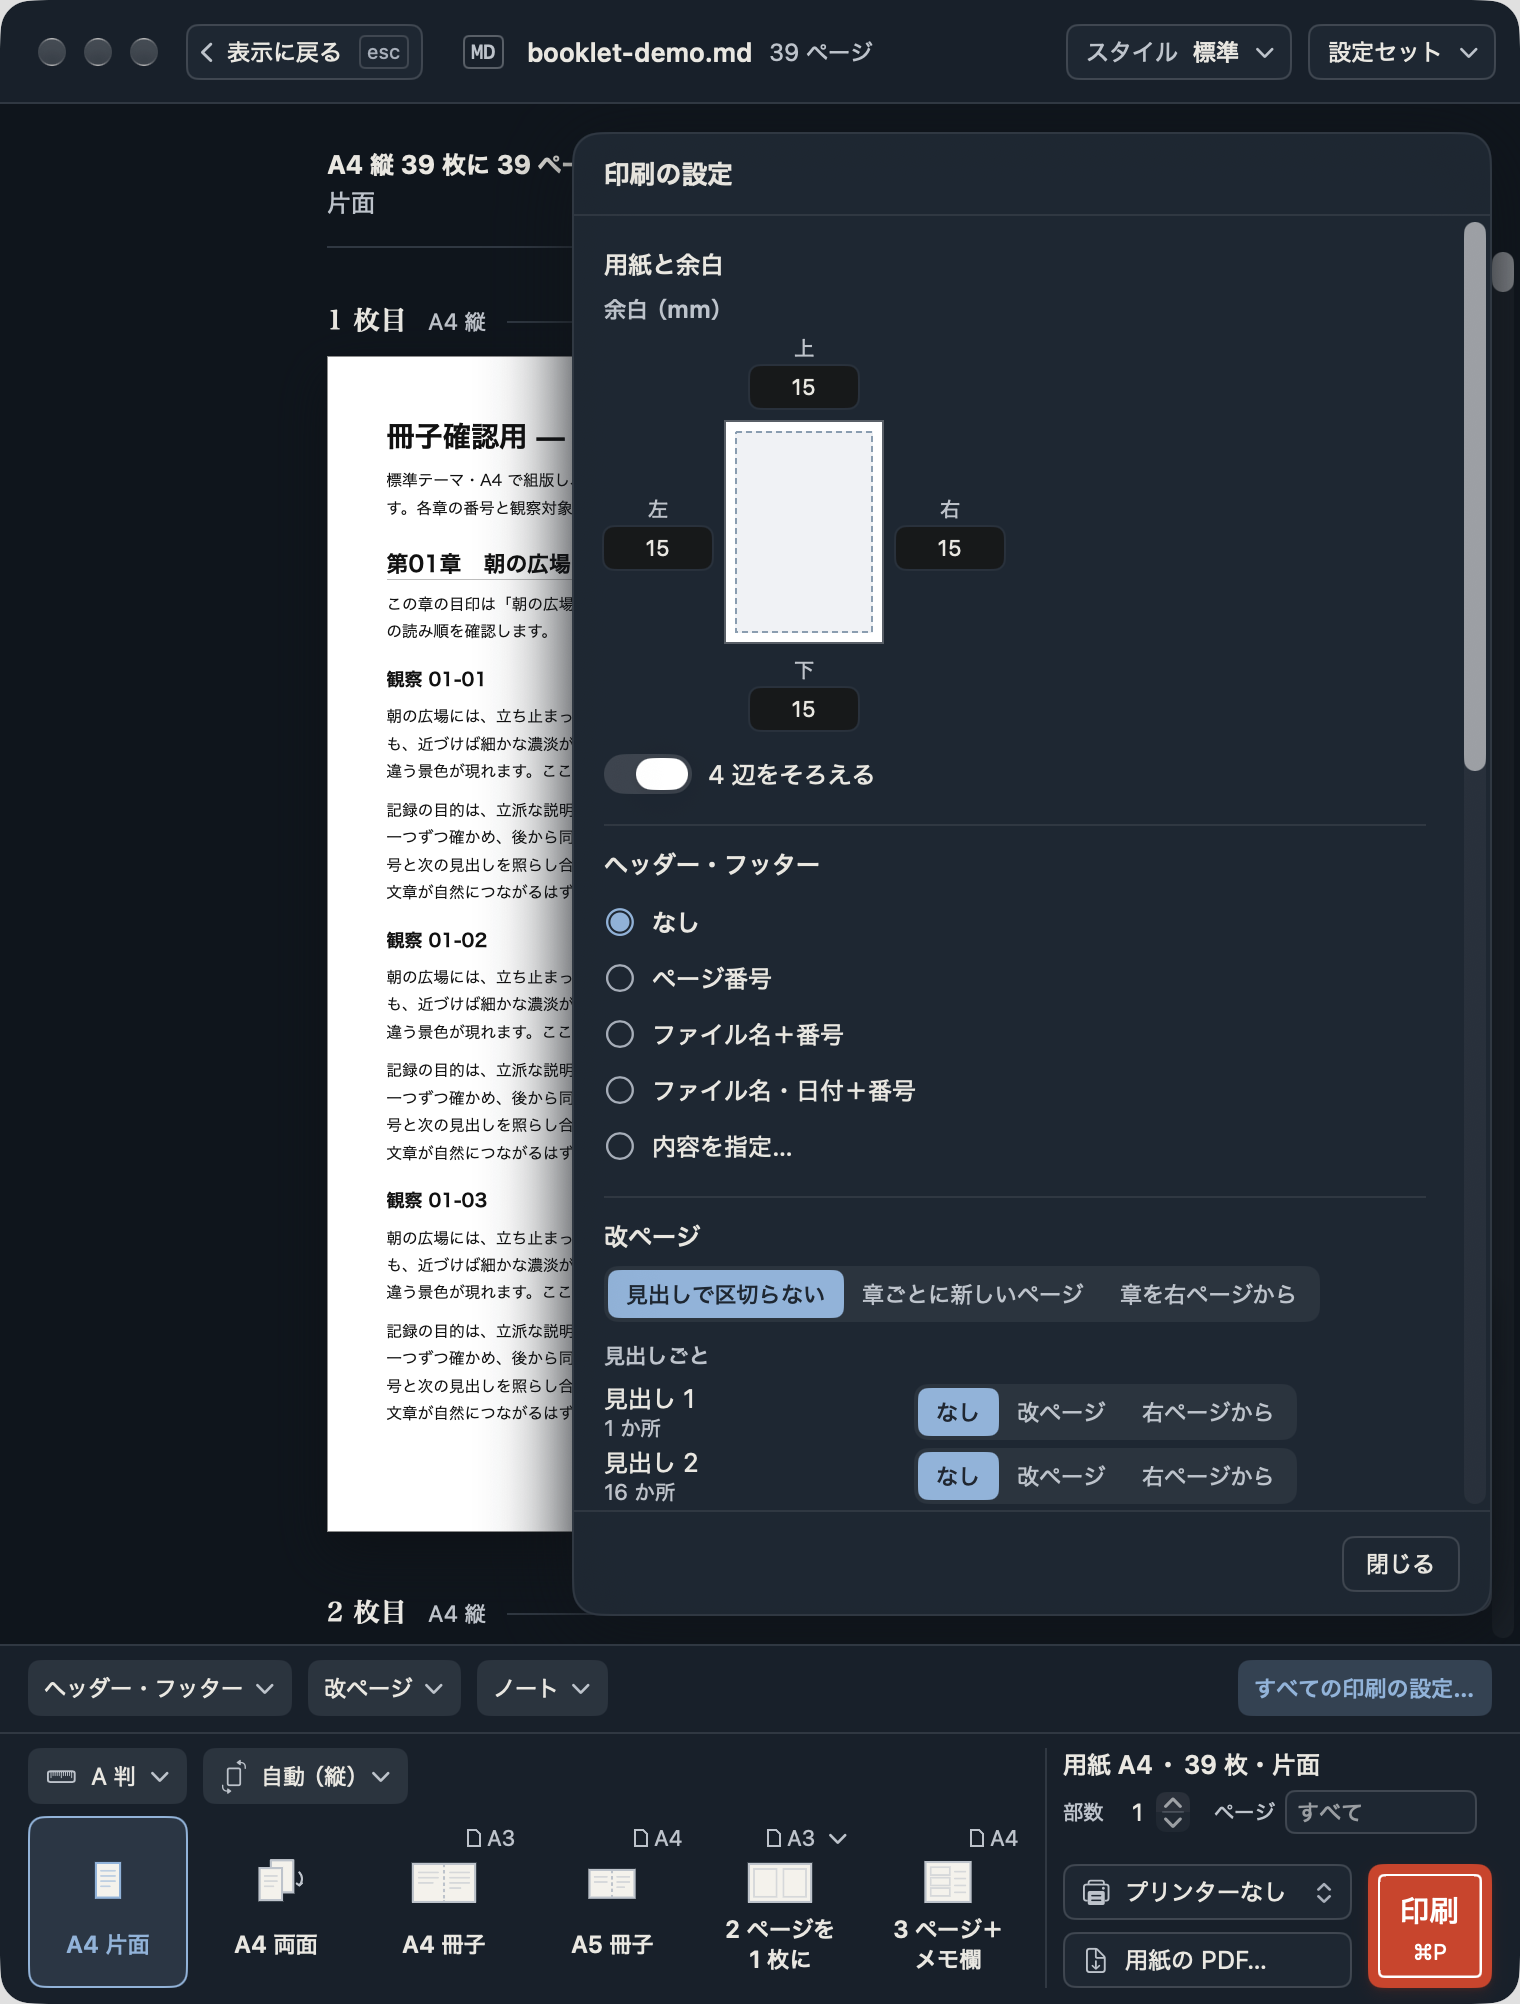 表示に戻る esc
MD booklet-demo.md 39 ページ
スタイル 標準
設定セット
A4 縦 39 枚に 39 ペー
片面
1 枚目 A4 縦
冊子確認用 —
標準テーマ・A4 で組版し
す。各章の番号と観察対象
第01章 朝の広場
この章の目印は「朝の広場
の読み順を確認します。
観察 01-01
朝の広場には、立ち止まっ
も、近づけば細かな濃淡が
違う景色が現れます。ここ
記録の目的は、立派な説明
一つずつ確かめ、後から同
号と次の見出しを照らし合
文章が自然につながるはず
観察 01-02
朝の広場には、立ち止まっ
も、近づけば細かな濃淡が
違う景色が現れます。ここ
記録の目的は、立派な説明
一つずつ確かめ、後から同
号と次の見出しを照らし合
文章が自然につながるはず
観察 01-03
朝の広場には、立ち止まっ
も、近づけば細かな濃淡が
違う景色が現れます。ここ
記録の目的は、立派な説明
一つずつ確かめ、後から同
号と次の見出しを照らし合
文章が自然につながるはず
2 枚目 A4 縦
印刷の設定
用紙と余白
余白（mm）
上
15
左
15
右
15
下
15
4 辺をそろえる
ヘッダー・フッター
なし
ページ番号
ファイル名＋番号
ファイル名・日付＋番号
内容を指定...
改ページ
見出しで区切らない 章ごとに新しいページ 章を右ページから
見出しごと
見出し 1
1 か所
なし 改ページ 右ページから
見出し 2
16 か所
なし 改ページ 右ページから
閉じる
ヘッダー・フッター
改ページ
ノート
すべての印刷の設定...
A 判
自動（縦）
A4 片面
A4 両面
A3
A4 冊子
A4
A5 冊子
A3
2 ページを
1 枚に
A4
3 ページ＋
メモ欄
用紙 A4・39 枚・片面
部数 1 ページ すべて
プリンターなし
用紙の PDF...
印刷
⌘P